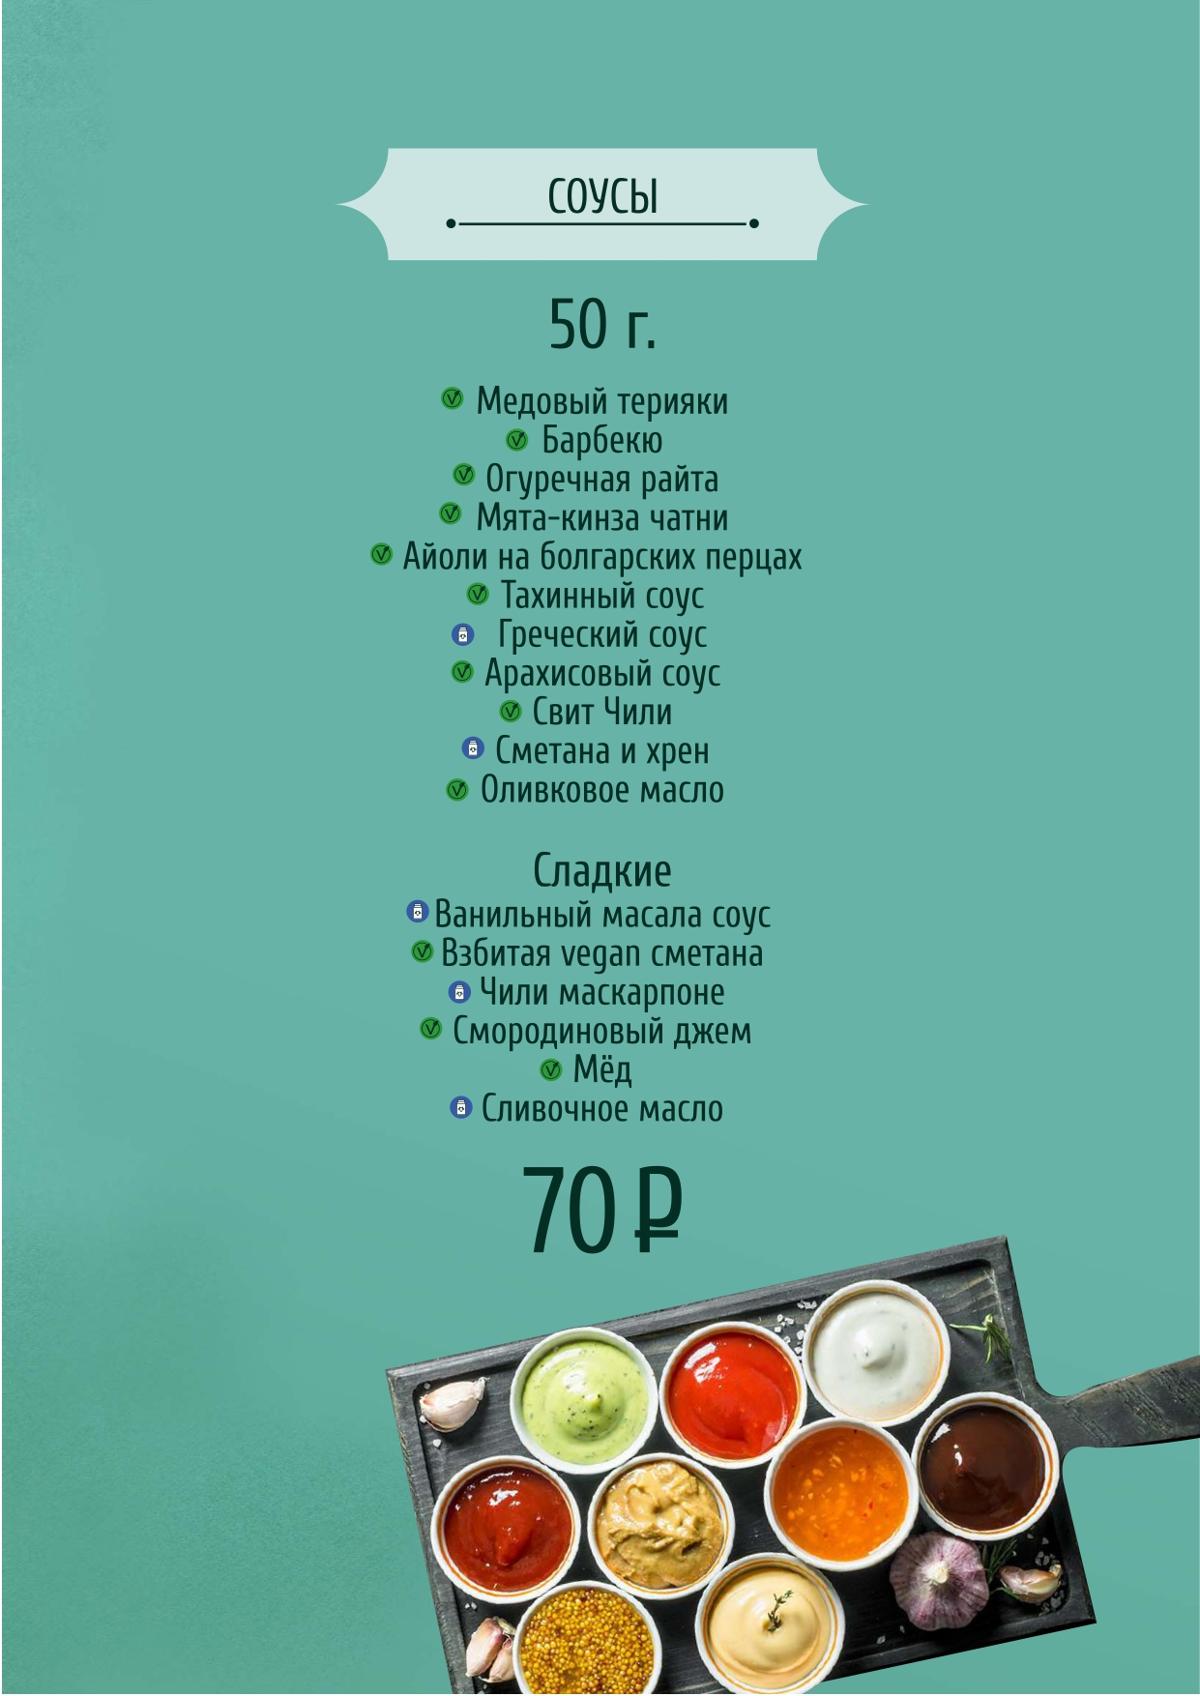 СОУСЫ
50 г.
Медовый терияки
Барбекю
Огуречная райта
Мята-кинза чатни
Айоли на болгарских перцах
Тахинный соус
Греческий соус
Арахисовый соус
Свит Чили
Сметана и хрен
Оливковое масло
Сладкие
Ванильный масала соус
Взбитая vegan сметана
Чили маскарпоне
Смородиновый джем
Мёд
Сливочное масло
70 ₽